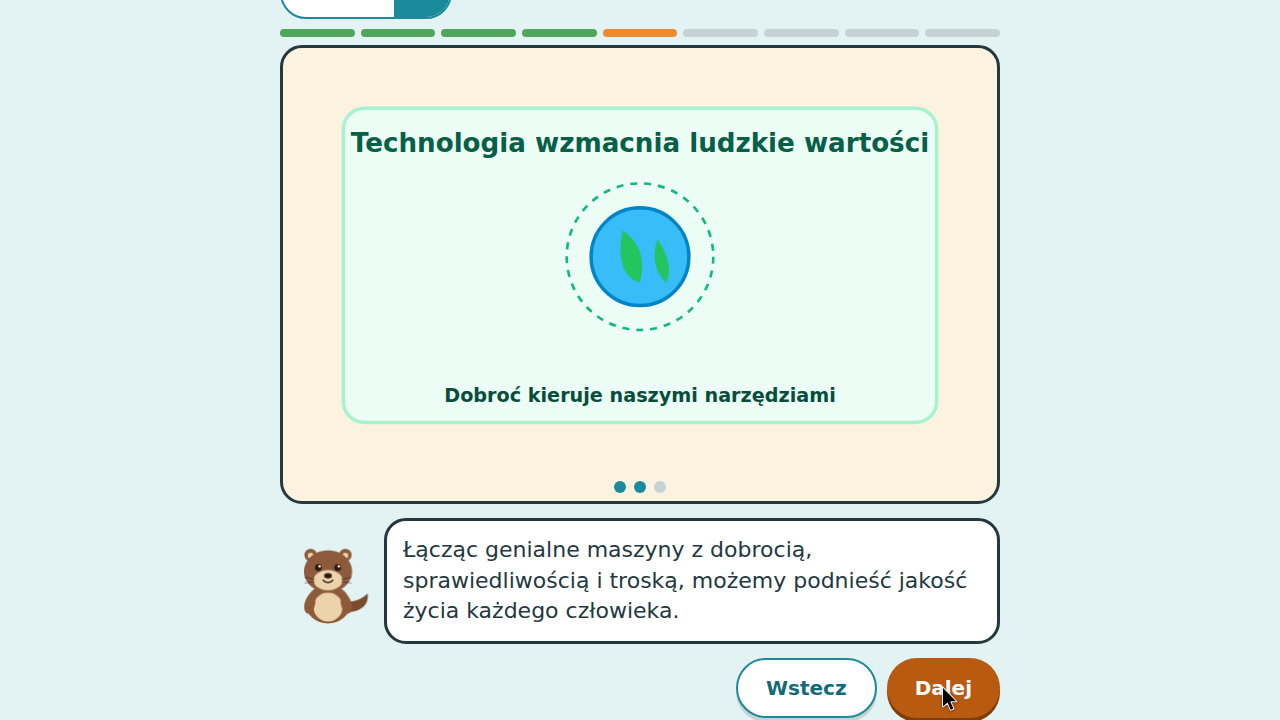 Technologia wzmacnia ludzkie wartości
Dobroć kieruje naszymi narzędziami
Łącząc genialne maszyny z dobrocią,
sprawiedliwością i troską, możemy podnieść jakość
życia każdego człowieka.
Wstecz
Dalej